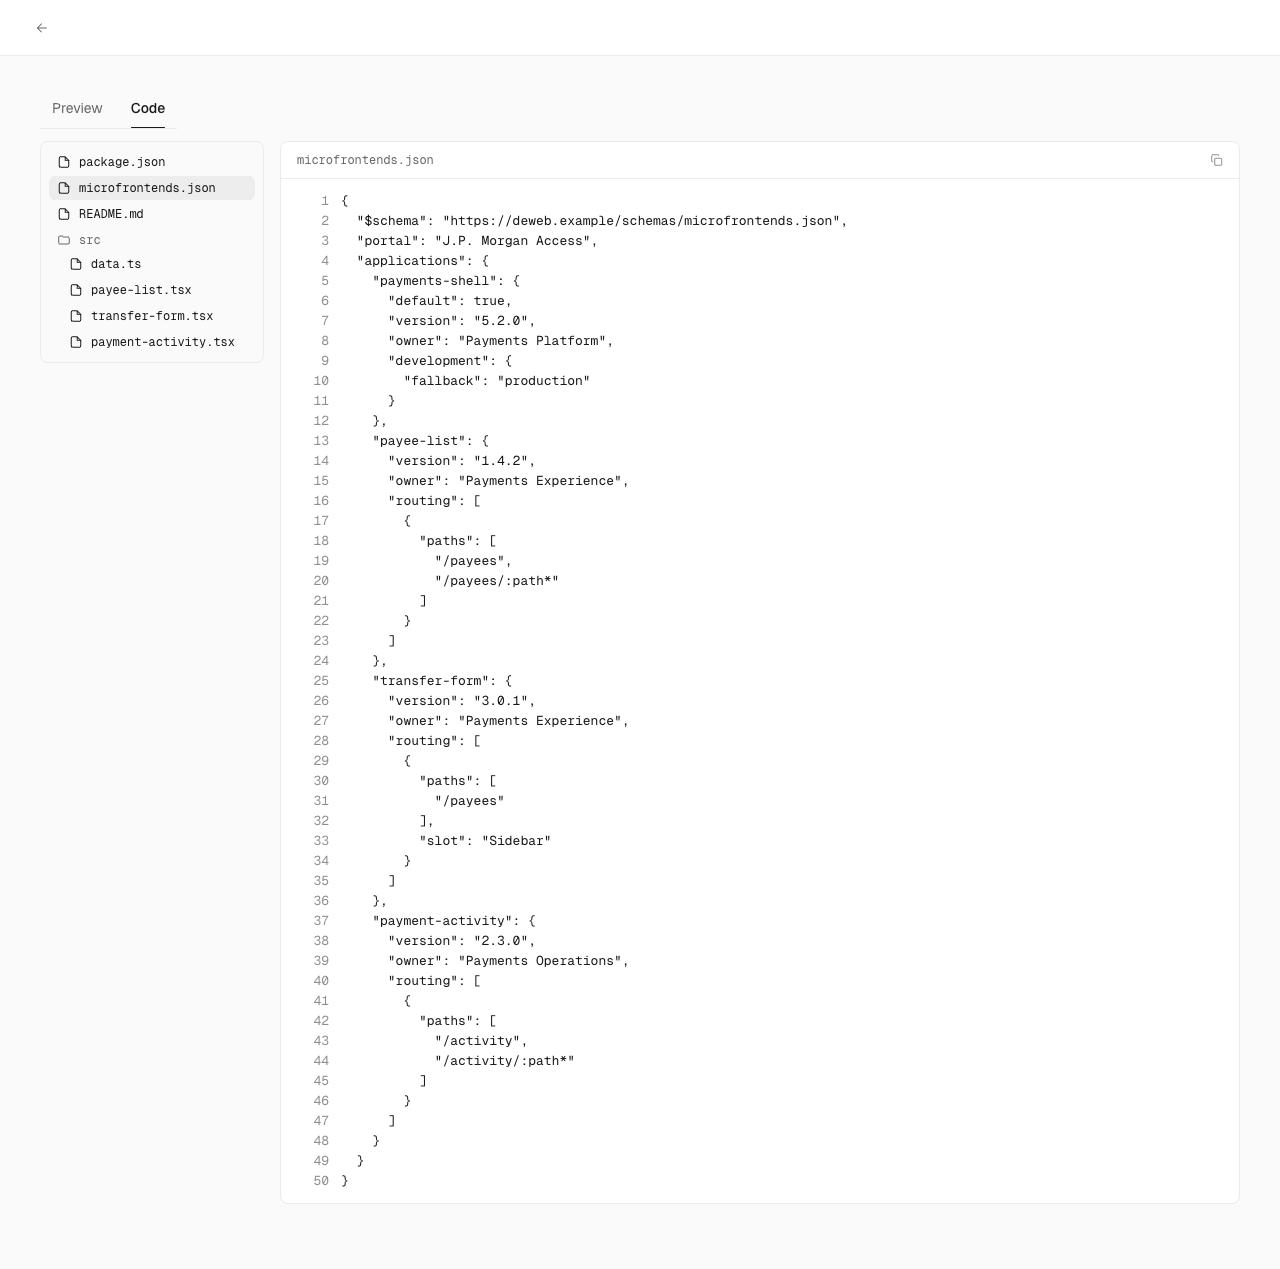 Preview
Code
package.json
microfrontends.json
README.md
src
data.ts
payee-list.tsx
transfer-form.tsx
payment-activity.tsx
microfrontends.json
1 {
2   "$schema": "https://deweb.example/schemas/microfrontends.json",
3   "portal": "J.P. Morgan Access",
4   "applications": {
5     "payments-shell": {
6       "default": true,
7       "version": "5.2.0",
8       "owner": "Payments Platform",
9       "development": {
10         "fallback": "production"
11       }
12     },
13     "payee-list": {
14       "version": "1.4.2",
15       "owner": "Payments Experience",
16       "routing": [
17         {
18           "paths": [
19             "/payees",
20             "/payees/:path*"
21           ]
22         }
23       ]
24     },
25     "transfer-form": {
26       "version": "3.0.1",
27       "owner": "Payments Experience",
28       "routing": [
29         {
30           "paths": [
31             "/payees"
32           ],
33           "slot": "Sidebar"
34         }
35       ]
36     },
37     "payment-activity": {
38       "version": "2.3.0",
39       "owner": "Payments Operations",
40       "routing": [
41         {
42           "paths": [
43             "/activity",
44             "/activity/:path*"
45           ]
46         }
47       ]
48     }
49   }
50 }